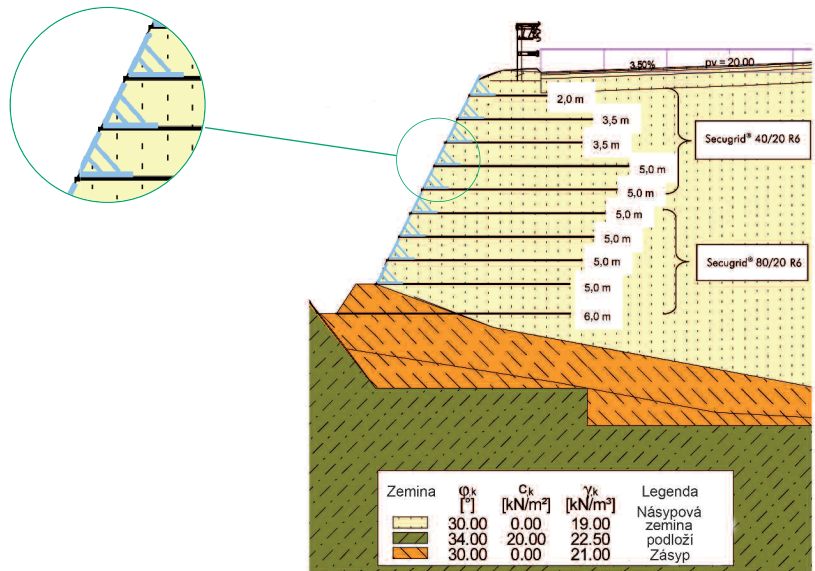 3.50% pv = 20.00
2,0 m
3,5 m
3,5 m
5,0 m
5,0 m
5,0 m
5,0 m
5,0 m
5,0 m
6,0 m
Secugrid® 40/20 R6
Secugrid® 80/20 R6
Zemina φ,k c,k γ,k Legenda
[°] [kN/m²] [kN/m³]
30.00 0.00 19.00 Násypová zemina
34.00 20.00 22.50 podloží
30.00 0.00 21.00 Zásyp